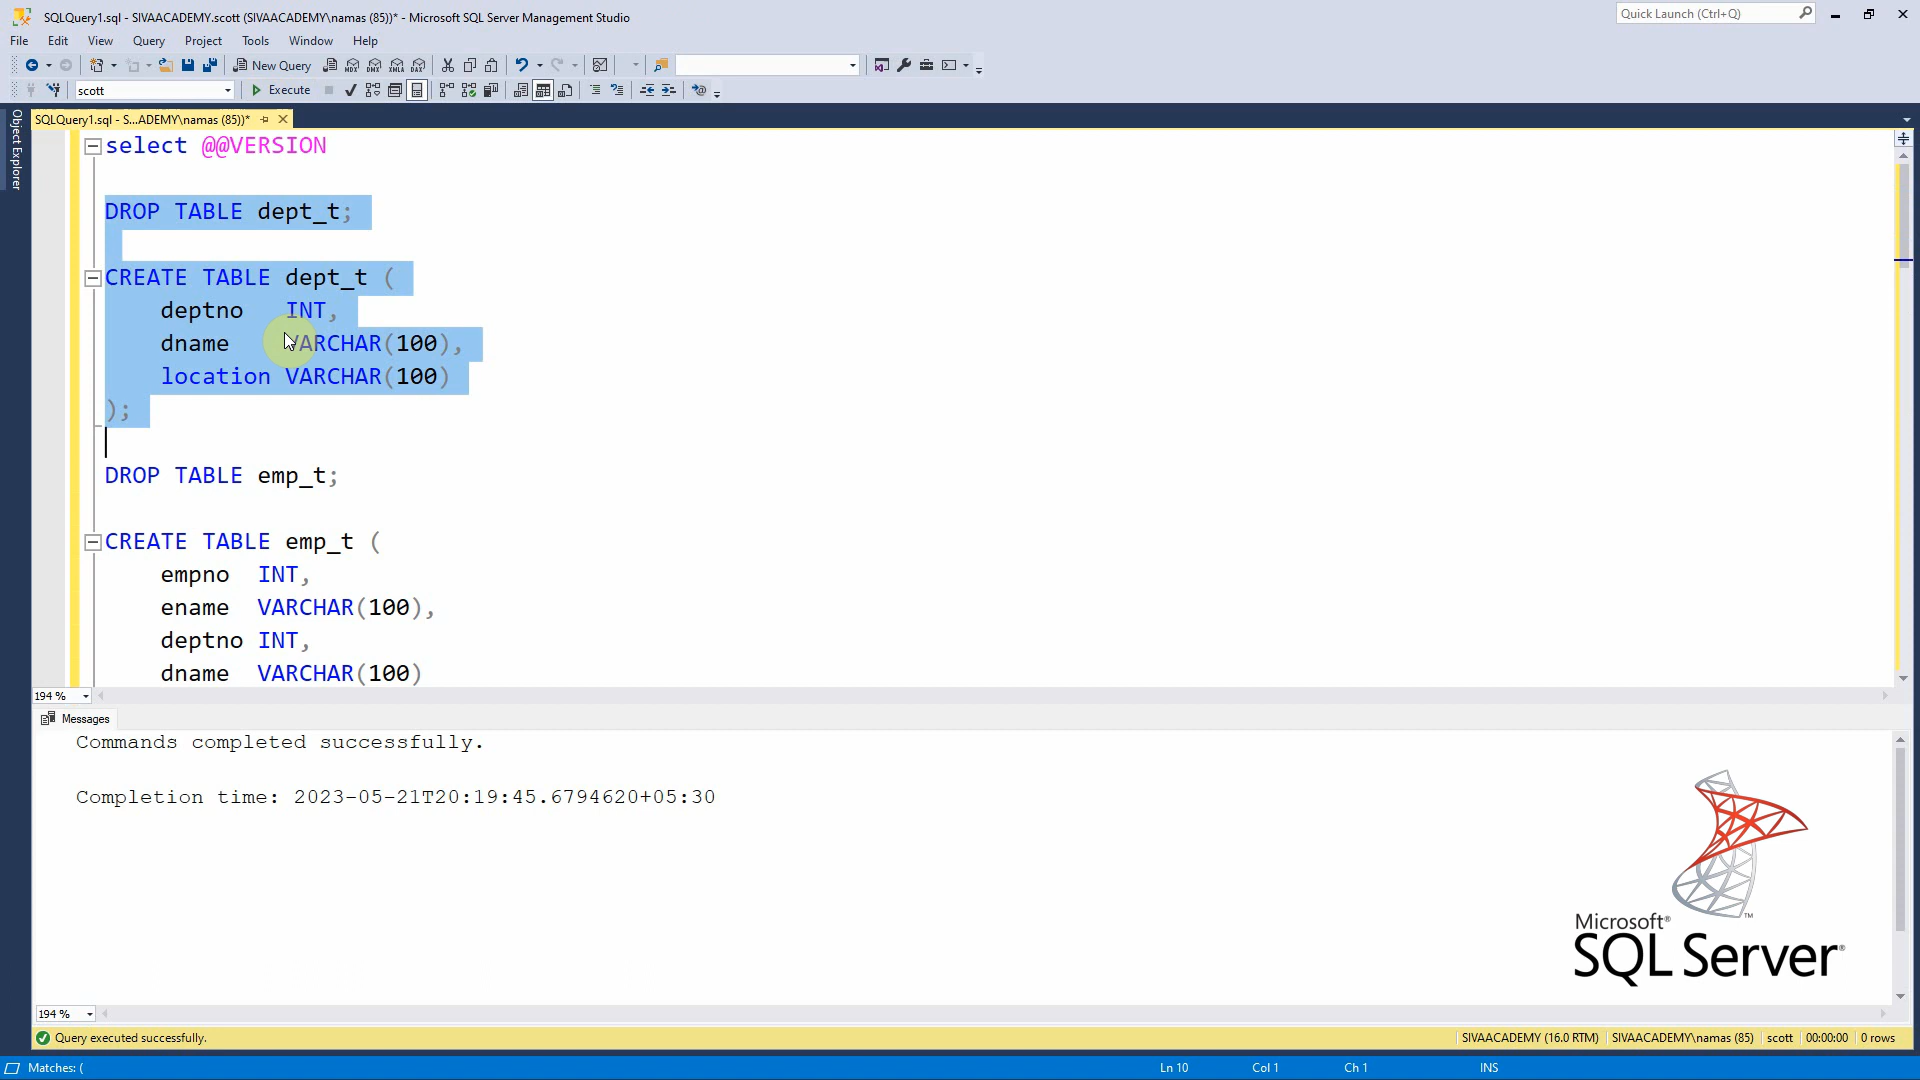 SQLQuery1.sql - SIVAACADEMY.scott (SIVAACADEMY\namas (85))* - Microsoft SQL Server Management Studio
Quick Launch (Ctrl+Q)
File Edit View Query Project Tools Window Help
New Query
MDX DMX XMLA DAX
scott
Execute
Object Explorer
SQLQuery1.sql - S...ADEMY\namas (85))*
select @@VERSION
DROP TABLE dept_t;
CREATE TABLE dept_t (
deptno INT,
dname VARCHAR(100),
location VARCHAR(100)
);
DROP TABLE emp_t;
CREATE TABLE emp_t (
empno INT,
ename VARCHAR(100),
deptno INT,
dname VARCHAR(100)
194 %
Messages
Commands completed successfully.
Completion time: 2023-05-21T20:19:45.6794620+05:30
Microsoft®
SQL Server®
194 %
Query executed successfully.
SIVAACADEMY (16.0 RTM) SIVAACADEMY\namas (85) scott 00:00:00 0 rows
Matches: (
Ln 10 Col 1 Ch 1 INS